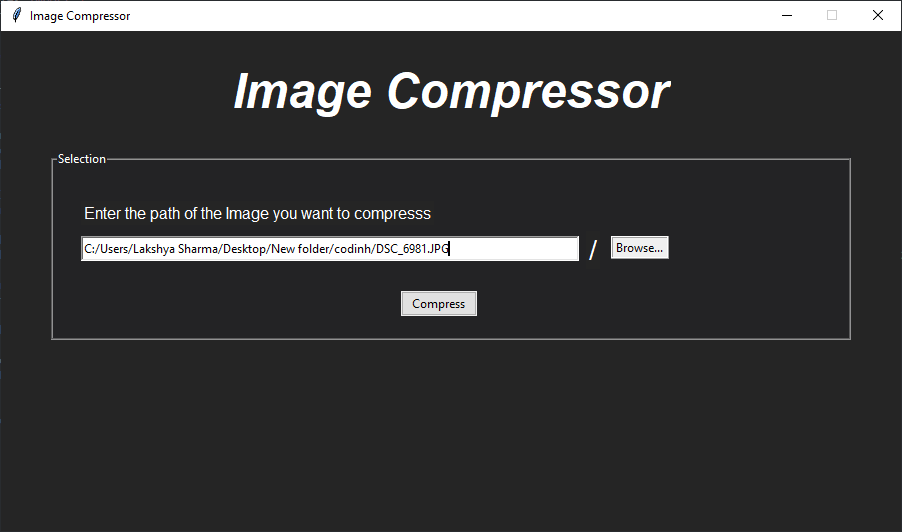 Image Compressor
Image Compressor
Selection
Enter the path of the Image you want to compresss
C:/Users/Lakshya Sharma/Desktop/New folder/codinh/DSC_6981.JPG / Browse...
Compress